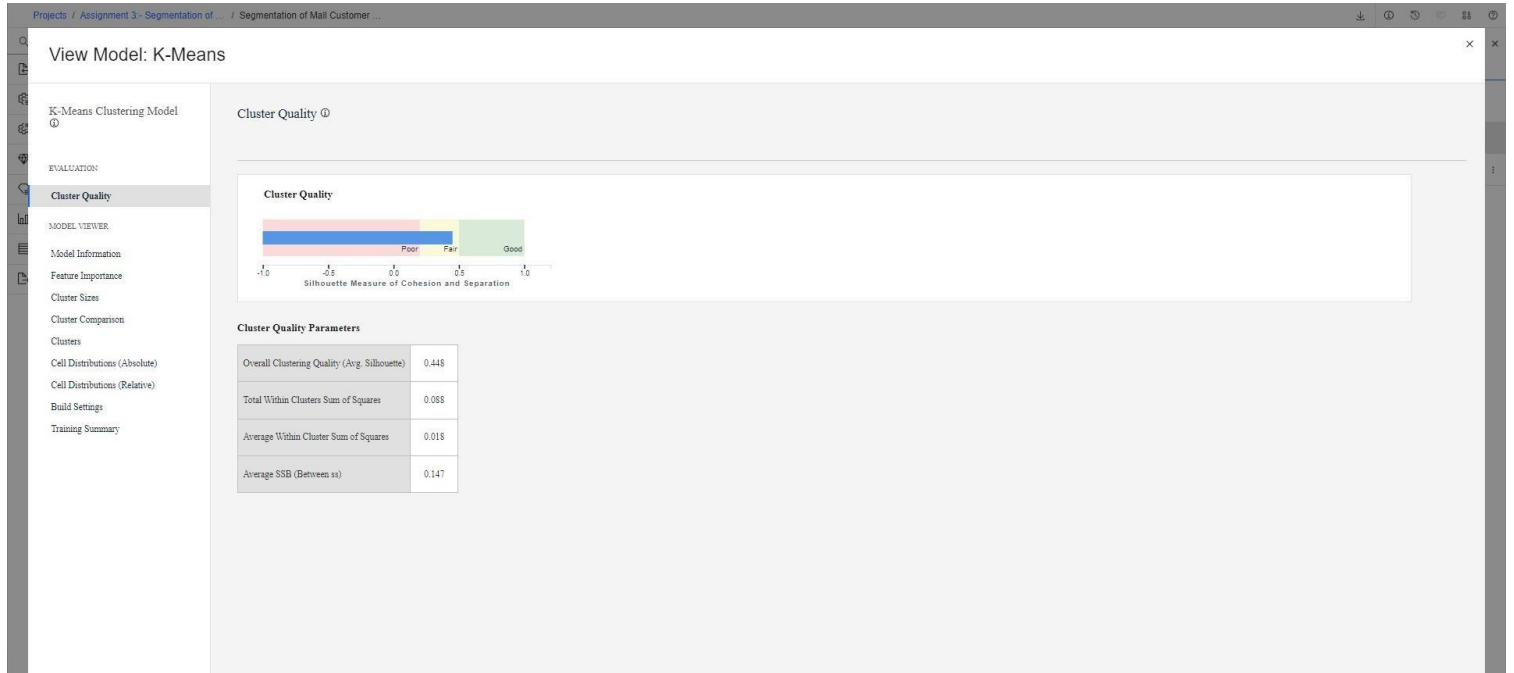 Projects / Assignment 3:- Segmentation of ... / Segmentation of Mall Customer ...
View Model: K-Means
K-Means Clustering Model
EVALUATION
Cluster Quality
MODEL VIEWER
Model Information
Feature Importance
Cluster Sizes
Cluster Comparison
Clusters
Cell Distributions (Absolute)
Cell Distributions (Relative)
Build Settings
Training Summary
Cluster Quality
Cluster Quality
Poor Fair Good
-1.0 -0.5 0.0 0.5 1.0
Silhouette Measure of Cohesion and Separation
Cluster Quality Parameters
Overall Clustering Quality (Avg. Silhouette) 0.448
Total Within Clusters Sum of Squares 0.088
Average Within Cluster Sum of Squares 0.018
Average SSB (Between ss) 0.147